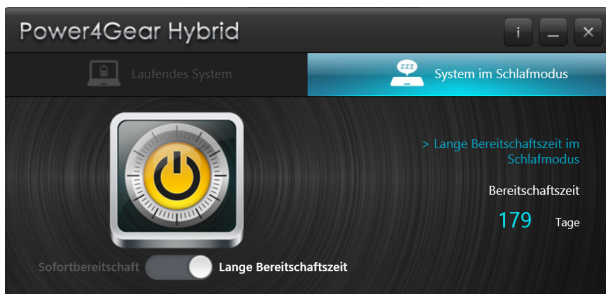 Power4Gear Hybrid
i
Laufendes System
zzz
System im Schlafmodus
> Lange Bereitschaftszeit im
Schlafmodus
Bereitschaftszeit
179 Tage
Sofortbereitschaft Lange Bereitschaftszeit